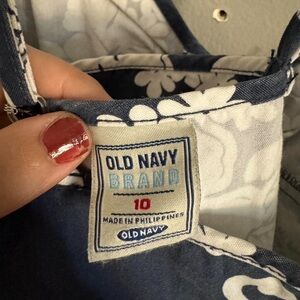 OLD NAVY
BRAND
10
MADE IN PHILIPPINES
OLD NAVY